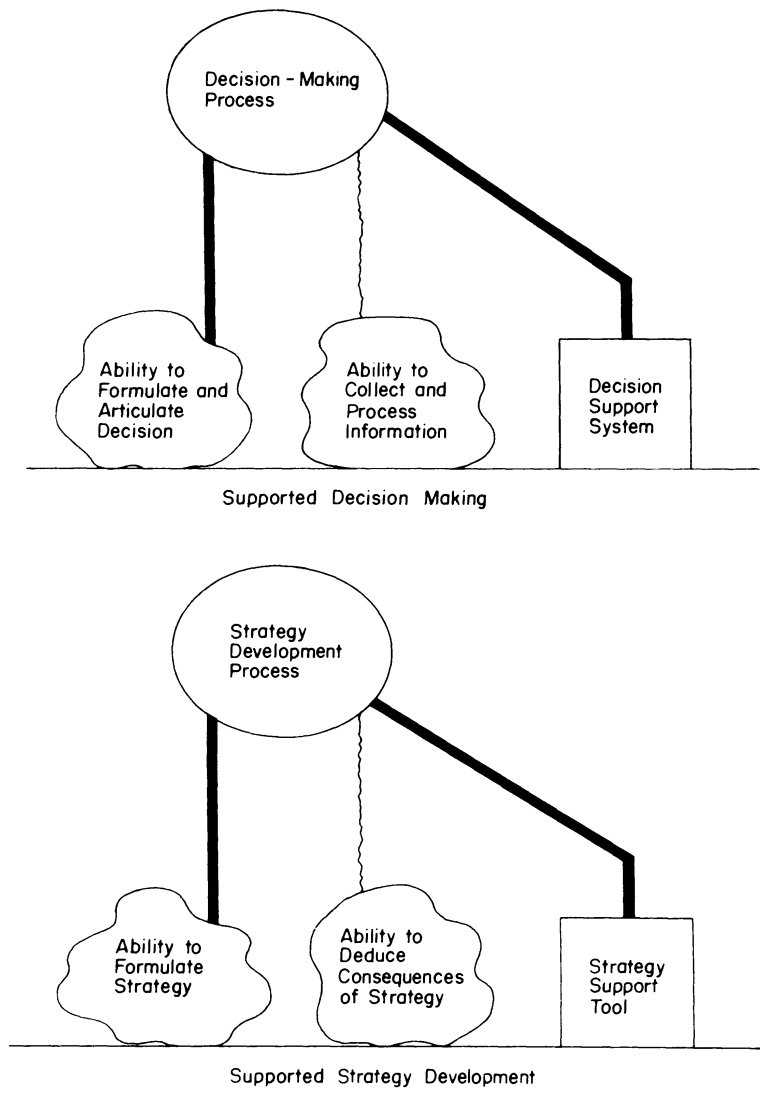 Decision - Making
Process
Ability to
Formulate and
Articulate
Decision
Ability to
Collect and
Process
Information
Decision
Support
System
Supported Decision Making
Strategy
Development
Process
Ability to
Formulate
Strategy
Ability to
Deduce
Consequences
of Strategy
Strategy
Support
Tool
Supported Strategy Development